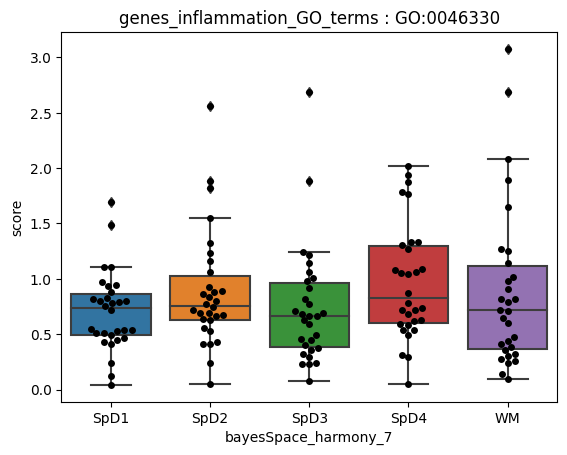 genes_inflammation_GO_terms : GO:0046330
3.0
2.5
2.0
1.5
1.0
0.5
0.0
score
SpD1 SpD2 SpD3 SpD4 WM
bayesSpace_harmony_7